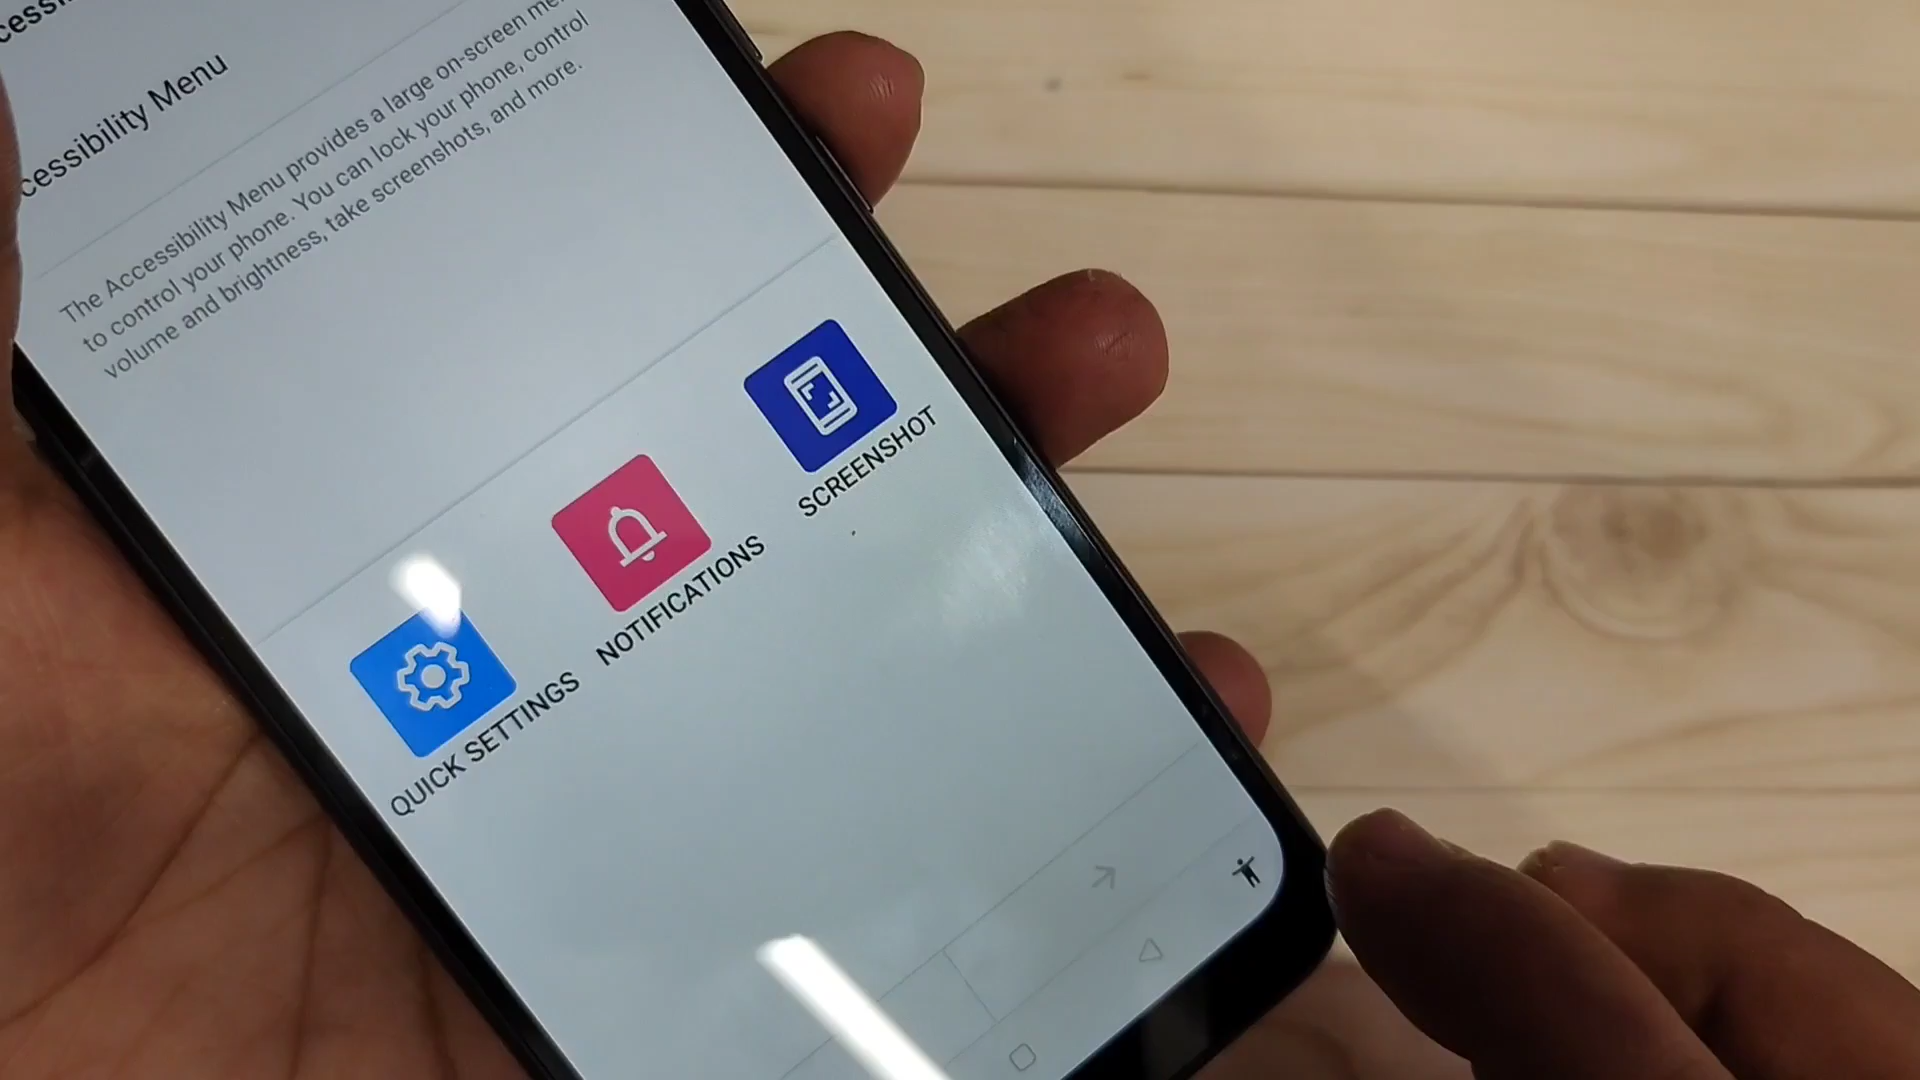 cessibility Menu
The Accessibility Menu provides a large on-screen
to control your phone. You can lock your phone, control
volume and brightness, take screenshots, and more.
SCREENSHOT
NOTIFICATIONS
QUICK SETTINGS